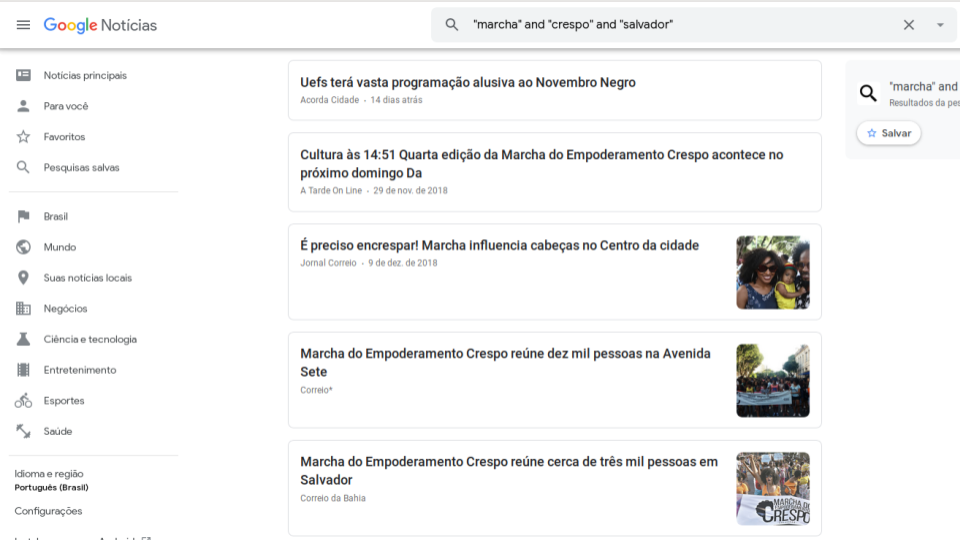 Google Notícias
"marcha" and "crespo" and "salvador"
Notícias principais
Para você
Favoritos
Pesquisas salvas
Brasil
Mundo
Suas notícias locais
Negócios
Ciência e tecnologia
Entretenimento
Esportes
Saúde
Idioma e região
Português (Brasil)
Configurações
Uefs terá vasta programação alusiva ao Novembro Negro
Acorda Cidade · 14 dias atrás
Cultura às 14:51 Quarta edição da Marcha do Empoderamento Crespo acontece no
próximo domingo Da
A Tarde On Line · 29 de nov. de 2018
É preciso encrespar! Marcha influencia cabeças no Centro da cidade
Jornal Correio · 9 de dez. de 2018
Marcha do Empoderamento Crespo reúne dez mil pessoas na Avenida
Sete
Correio*
Marcha do Empoderamento Crespo reúne cerca de três mil pessoas em
Salvador
Correio da Bahia
MARCHA DO
CRESPO
"marcha" and
Resultados da pes
Salvar